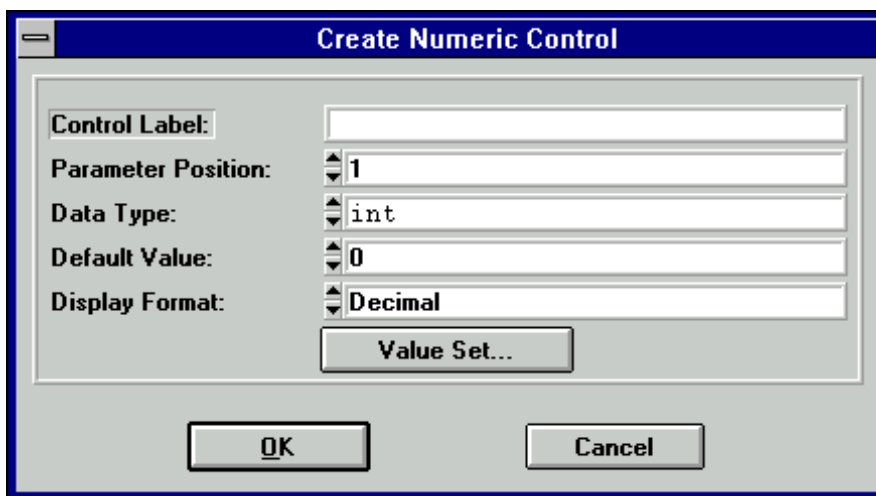 Create Numeric Control
Control Label:
Parameter Position: 1
Data Type: int
Default Value: 0
Display Format: Decimal
Value Set...
OK Cancel